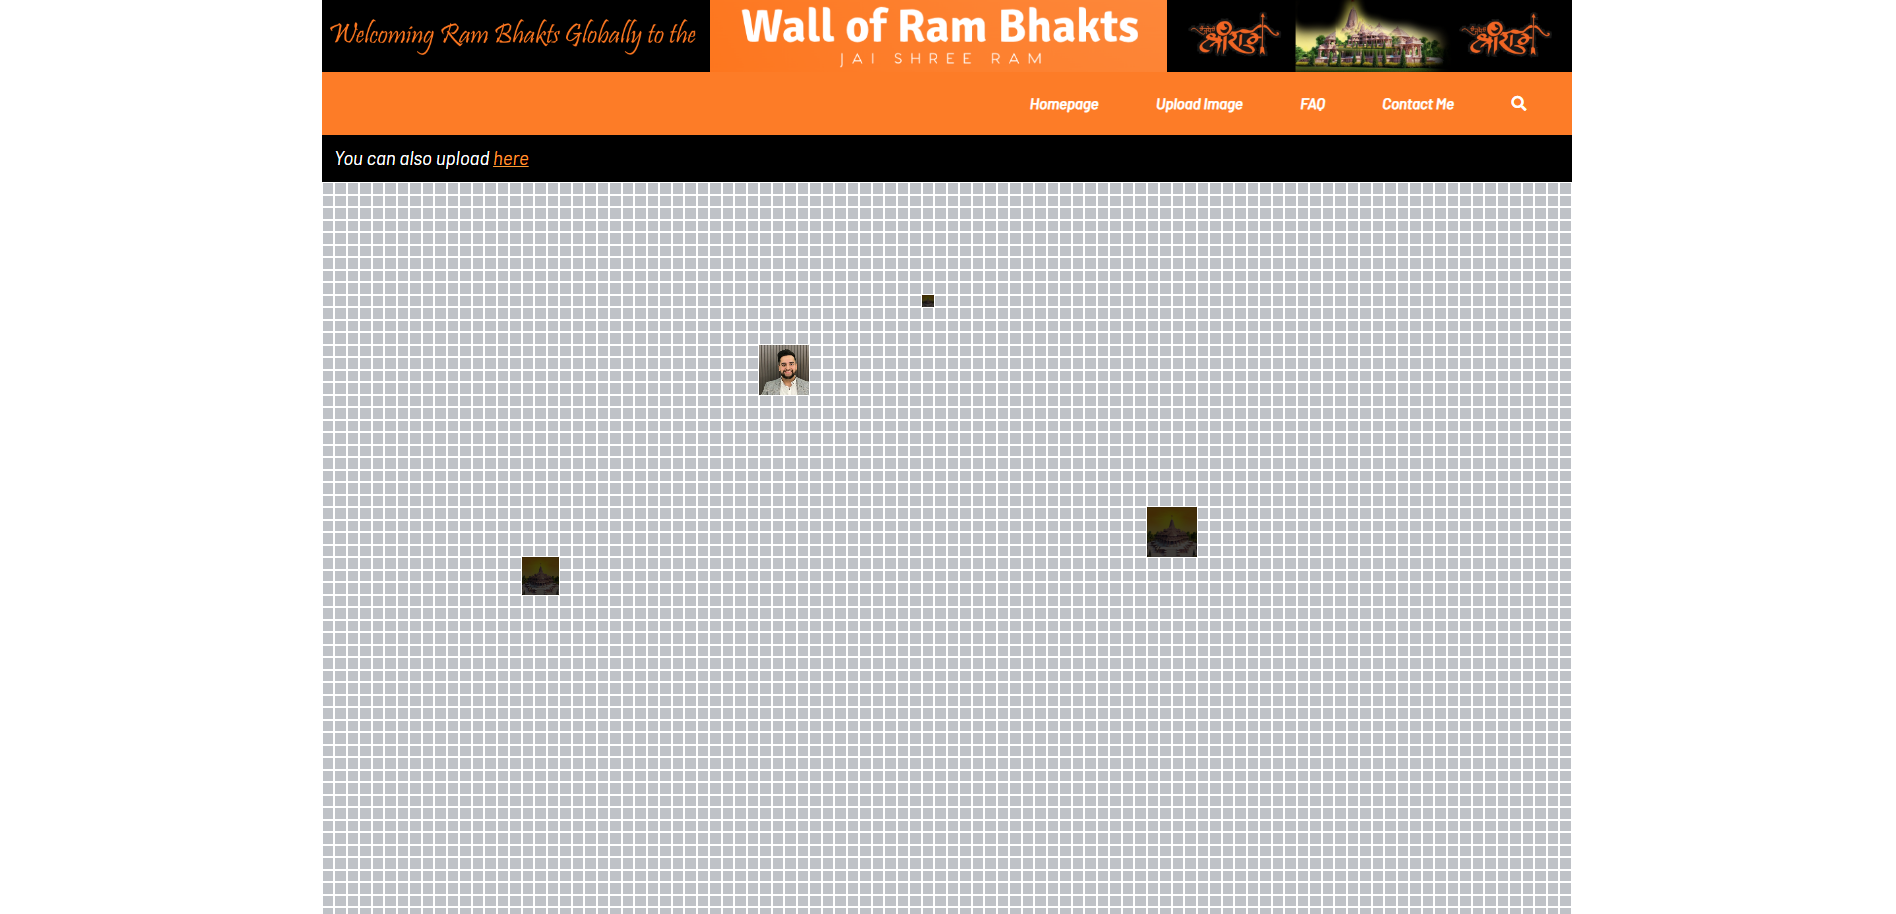 Welcoming Ram Bhakts Globally to the
Wall of Ram Bhakts
JAI SHREE RAM
श्रीराम
श्रीराम
Homepage
Upload Image
FAQ
Contact Me
You can also upload here